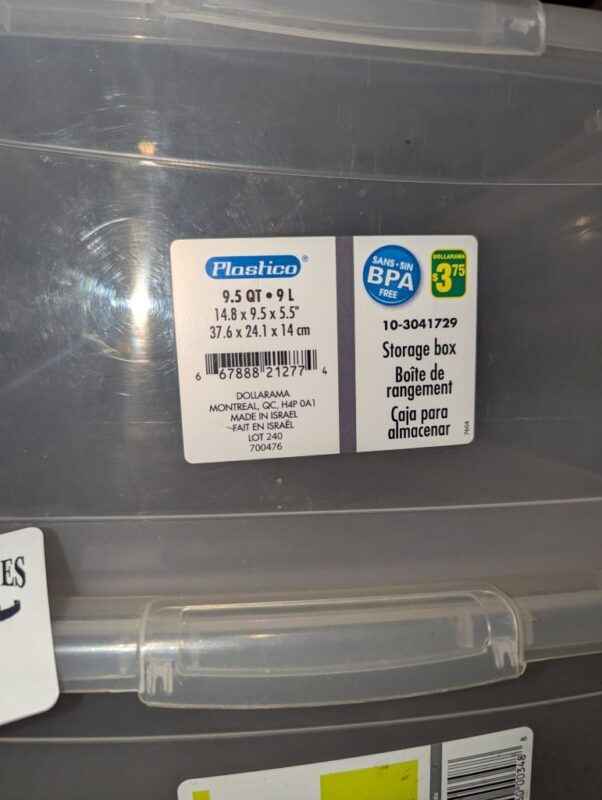 Plastico®
9.5 QT • 9 L
14.8 x 9.5 x 5.5"
37.6 x 24.1 x 14 cm
6 67888 21277 4
DOLLARAMA
MONTREAL, QC, H4P 0A1
MADE IN ISRAEL
FAIT EN ISRAËL
LOT 240
700476
SANS • SIN
BPA
FREE
DOLLARAMA
$3.75
10-3041729
Storage box
Boîte de
rangement
Caja para
almacenar
7604
ES